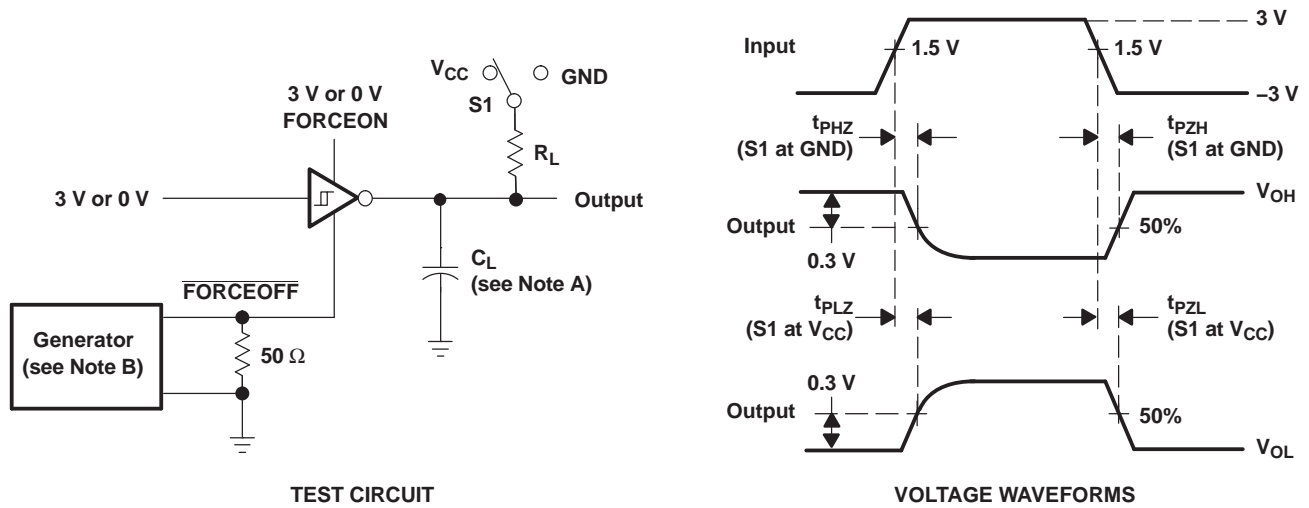 V_CC
GND
S1
3 V or 0 V
FORCEON
R_L
3 V or 0 V
Output
C_L
(see Note A)
FORCEOFF
Generator
(see Note B)
50 Ω
TEST CIRCUIT
3 V
Input
1.5 V
1.5 V
–3 V
t_PHZ
(S1 at GND)
t_PZH
(S1 at GND)
V_OH
Output
50%
0.3 V
t_PLZ
(S1 at V_CC)
t_PZL
(S1 at V_CC)
0.3 V
Output
50%
V_OL
VOLTAGE WAVEFORMS